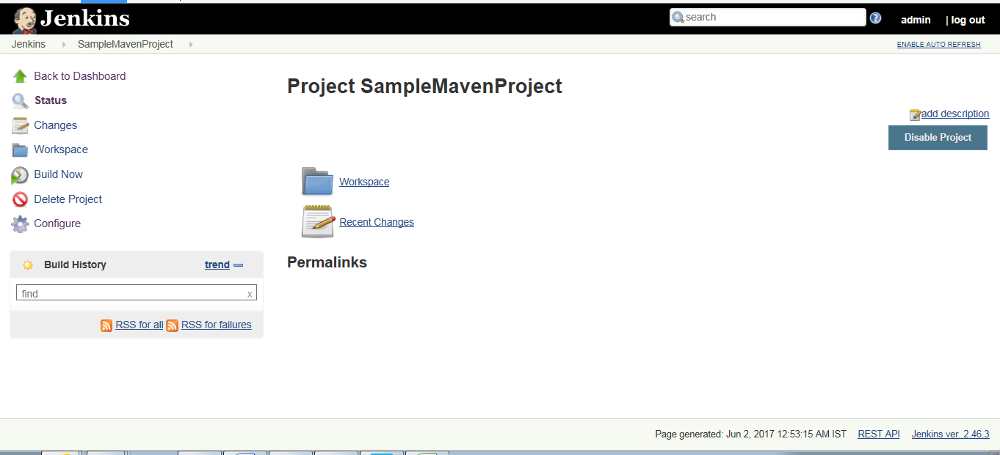 Jenkins
search
admin | log out
Jenkins SampleMavenProject
ENABLE AUTO REFRESH
Back to Dashboard
Status
Changes
Workspace
Build Now
Delete Project
Configure
Build History trend
find x
RSS for all RSS for failures
Project SampleMavenProject
add description
Disable Project
Workspace
Recent Changes
Permalinks
Page generated: Jun 2, 2017 12:53:15 AM IST REST API Jenkins ver. 2.46.3